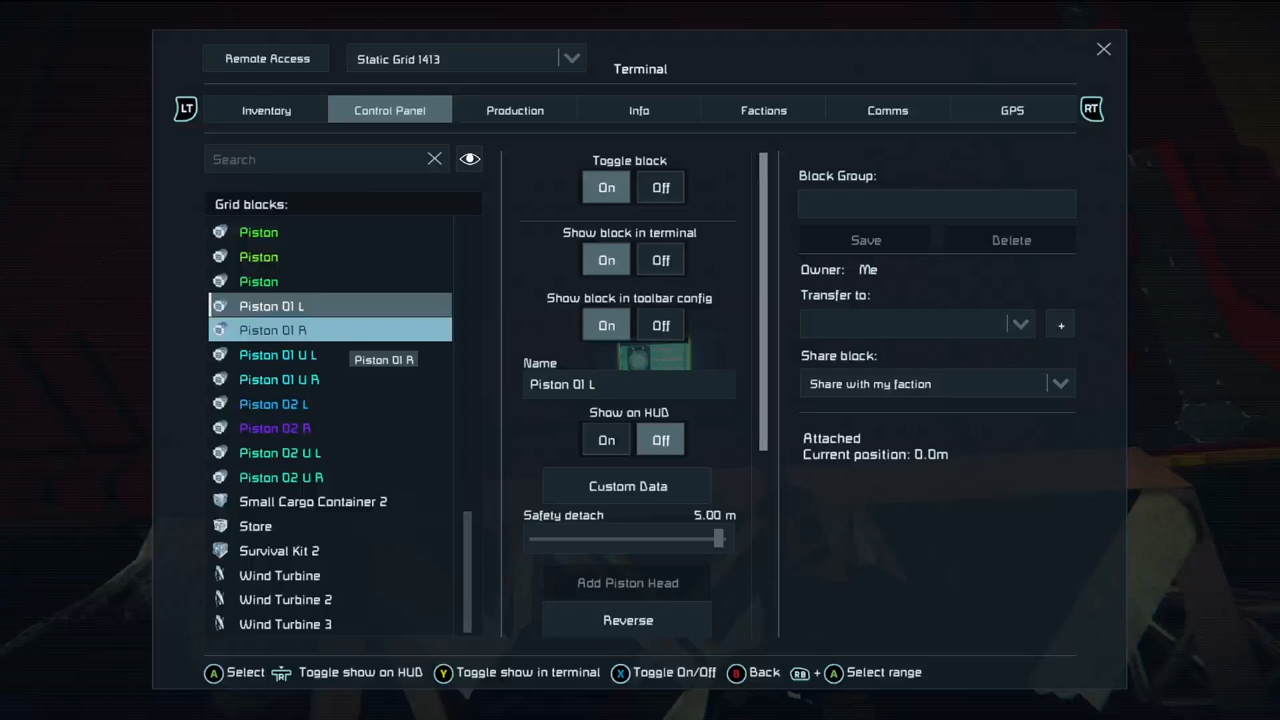 Remote Access
Static Grid 1413
Terminal
LT
Inventory
Control Panel
Production
Info
Factions
Comms
GPS
RT
Search
Grid blocks:
Piston
Piston
Piston
Piston 01 L
Piston 01 R
Piston 01 U L
Piston 01 R
Piston 01 U R
Piston 02 L
Piston 02 R
Piston 02 U L
Piston 02 U R
Small Cargo Container 2
Store
Survival Kit 2
Wind Turbine
Wind Turbine 2
Wind Turbine 3
Toggle block
On Off
Show block in terminal
On Off
Show block in toolbar config
On Off
Name
Piston 01 L
Show on HUD
On Off
Custom Data
Safety detach 5.00 m
Add Piston Head
Reverse
Block Group:
Save Delete
Owner: Me
Transfer to:
+
Share block:
Share with my faction
Attached
Current position: 0.0m
A Select Toggle show on HUD Y Toggle show in terminal X Toggle On/Off B Back RB + A Select range